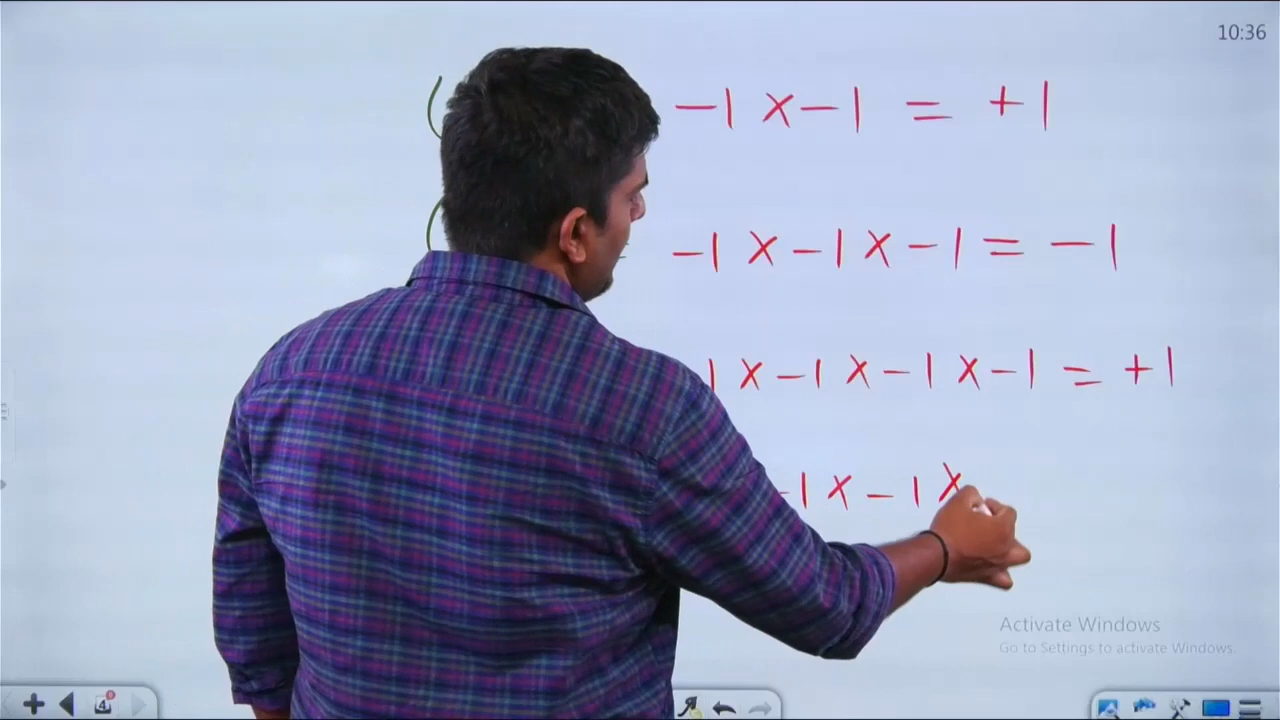 10:36
-1 x -1 = +1
-1 x -1 x -1 = -1
1 x -1 x -1 x -1 = +1
-1 x -1 x
Activate Windows
Go to Settings to activate Windows.
4